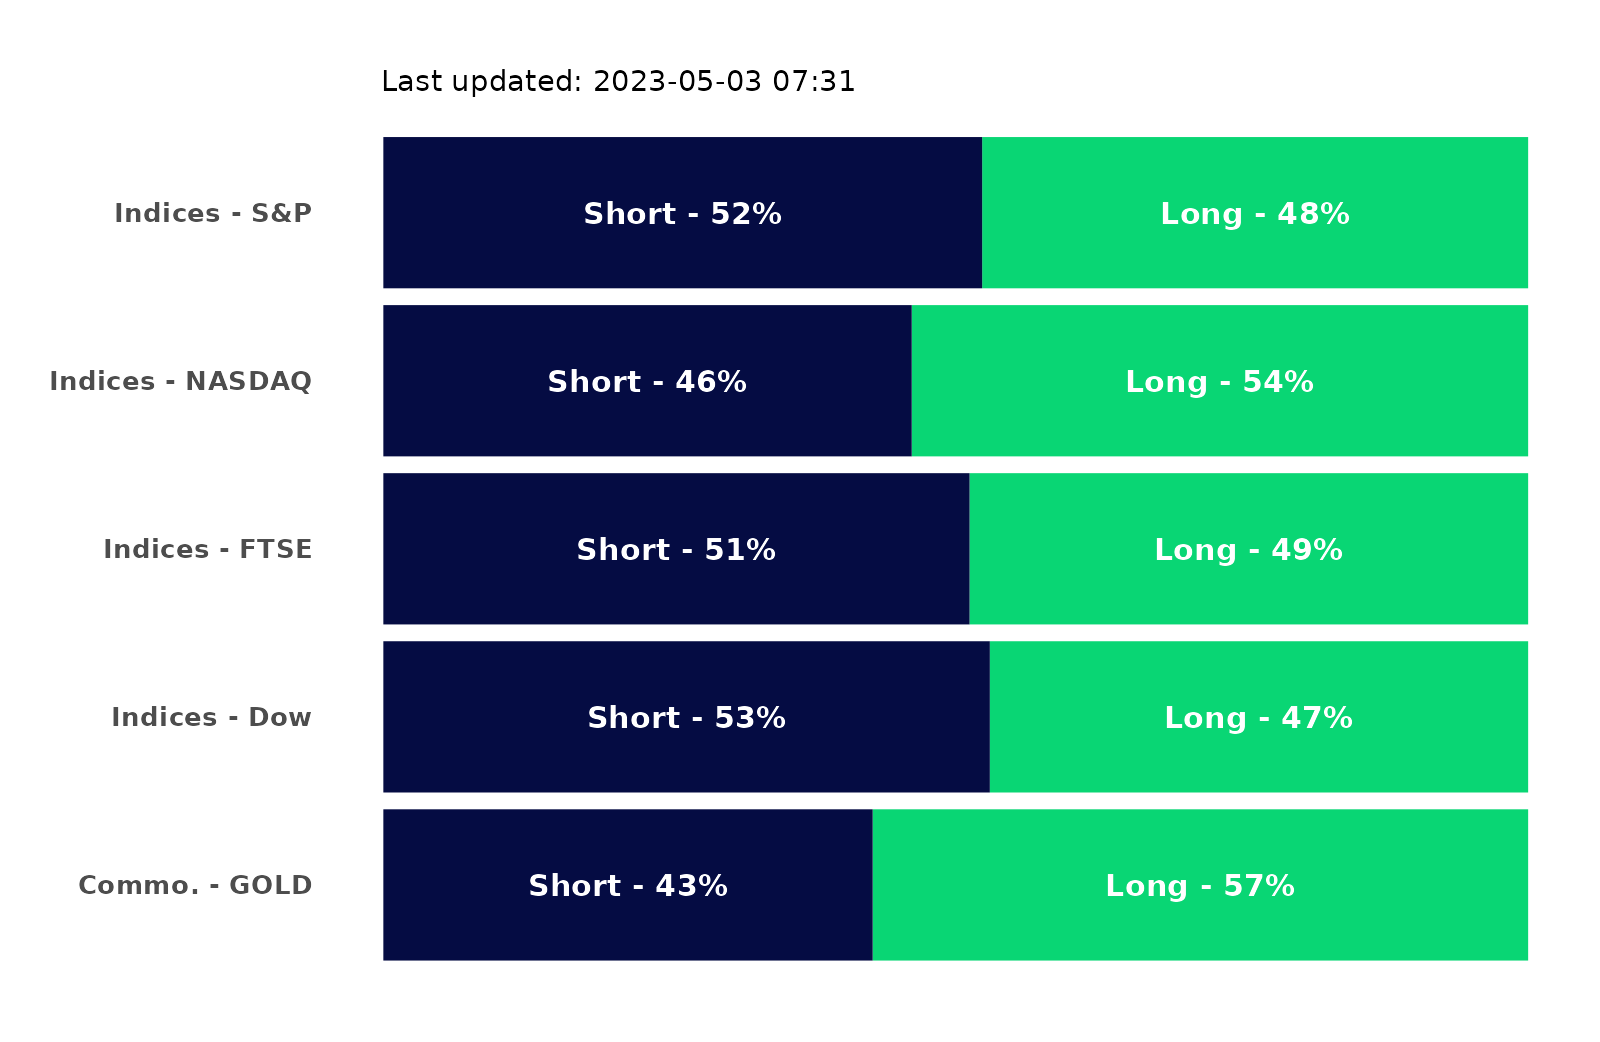 Last updated: 2023-05-03 07:31
Indices - S&P Short - 52% Long - 48%
Indices - NASDAQ Short - 46% Long - 54%
Indices - FTSE Short - 51% Long - 49%
Indices - Dow Short - 53% Long - 47%
Commo. - GOLD Short - 43% Long - 57%